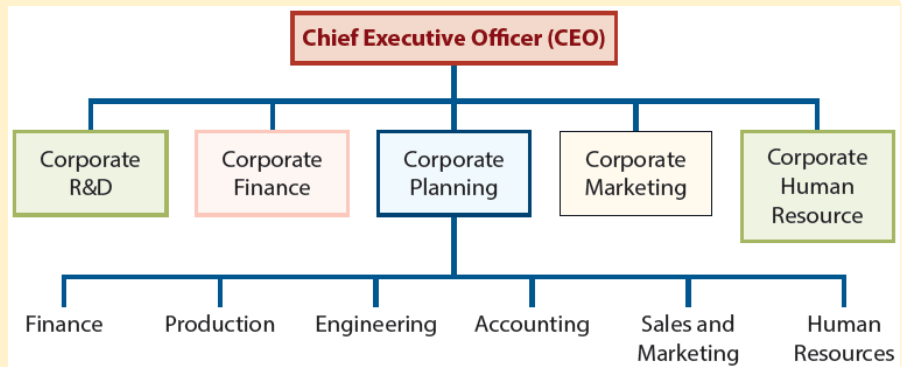 Chief Executive Officer (CEO)
Corporate
R&D
Corporate
Finance
Corporate
Planning
Corporate
Marketing
Corporate
Human
Resource
Finance
Production
Engineering
Accounting
Sales and
Marketing
Human
Resources